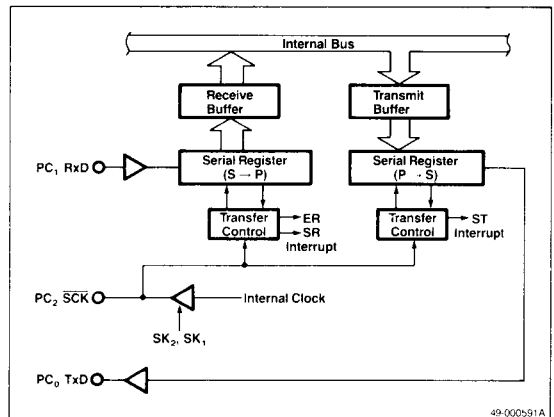 Internal Bus
Receive
Buffer
Transmit
Buffer
PC₁ RxD
Serial Register
(S → P)
Serial Register
(P → S)
Transfer
Control
ER
SR
Interrupt
Transfer
Control
ST
Interrupt
PC₂ S̅C̅K̅
Internal Clock
SK₂, SK₁
PC₀ TxD
49-000591A